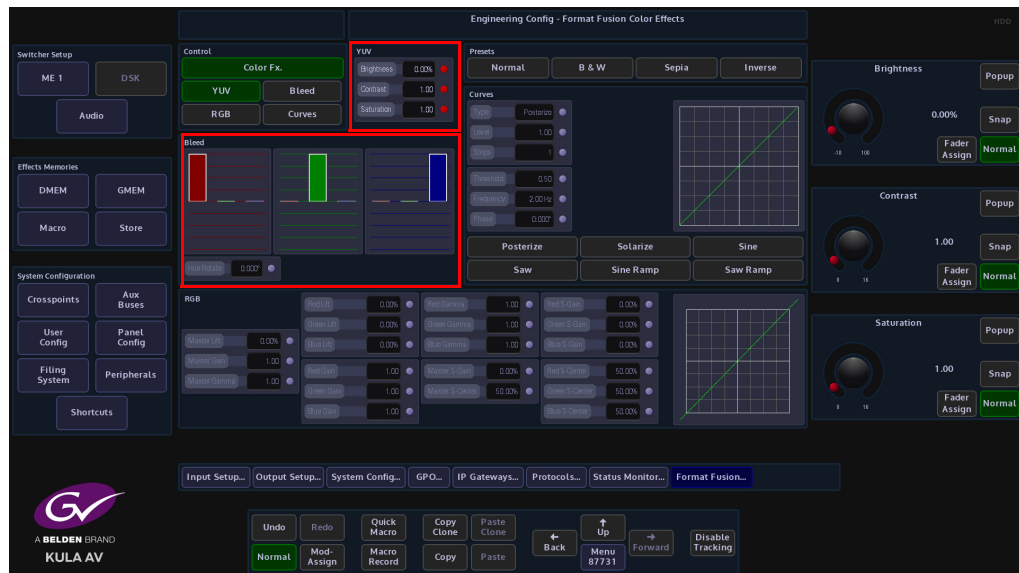 Engineering Config - Format Fusion Color Effects
HDD
Switcher Setup
ME 1
DSK
Audio
Effects Memories
DMEM
GMEM
Macro
Store
System Configuration
Crosspoints
Aux
Buses
User
Config
Panel
Config
Filing
System
Peripherals
Shortcuts
Control
Color Fx.
YUV
Bleed
RGB
Curves
YUV
Brightness 0.00%
Contrast 1.00
Saturation 1.00
Presets
Normal
B & W
Sepia
Inverse
Bleed
Hue Rotate 0.000°
Curves
Type Posterize
Level 1.00
Steps 1
Threshold 0.50
Frequency 2.00 Hz
Phase 0.000°
Posterize
Solarize
Sine
Saw
Sine Ramp
Saw Ramp
RGB
Master Lift 0.00%
Master Gain 1.00
Master Gamma 1.00
Red Lift 0.00%
Green Lift 0.00%
Blue Lift 0.00%
Red Gain 1.00
Green Gain 1.00
Blue Gain 1.00
Red Gamma 1.00
Green Gamma 1.00
Blue Gamma 1.00
Master S-Gain 0.00%
Master S-Center 50.00%
Red S-Gain 0.00%
Green S-Gain 0.00%
Blue S-Gain 0.00%
Red S-Center 50.00%
Green S-Center 50.00%
Blue S-Center 50.00%
Brightness
Popup
0.00%
Snap
-10 100
Fader
Assign
Normal
Contrast
Popup
1.00
Snap
0 16
Fader
Assign
Normal
Saturation
Popup
1.00
Snap
0 16
Fader
Assign
Normal
Input Setup...
Output Setup...
System Config...
GPO...
IP Gateways...
Protocols...
Status Monitor...
Format Fusion...
GV
A BELDEN BRAND
KULA AV
Undo
Redo
Quick
Macro
Copy
Clone
Paste
Clone
Normal
Mod-
Assign
Macro
Record
Copy
Paste
Back
Up
Menu
87731
Forward
Disable
Tracking